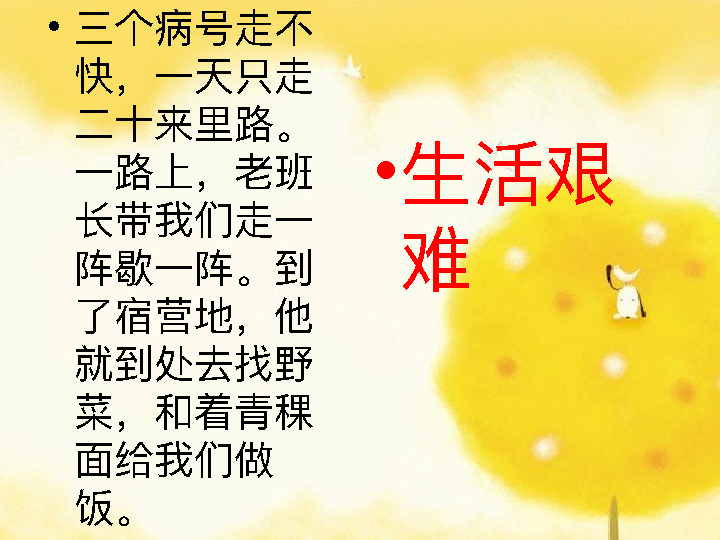 • 三个病号走不
快，一天只走
二十来里路。
一路上，老班
长带我们走一
阵歇一阵。到
了宿营地，他
就到处去找野
菜，和着青稞
面给我们做
饭。
• 生活艰
难